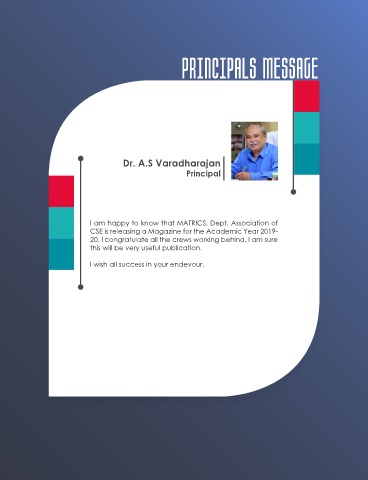 PRINCIPALS MESSAGE
Dr. A.S Varadharajan
Principal
I am happy to know that MATRICS, Dept. Association of
CSE is releasing a Magazine for the Academic Year 2019-
20. I congratulate all the crews working behind. I am sure
this will be very useful publication.
I wish all success in your endevour.